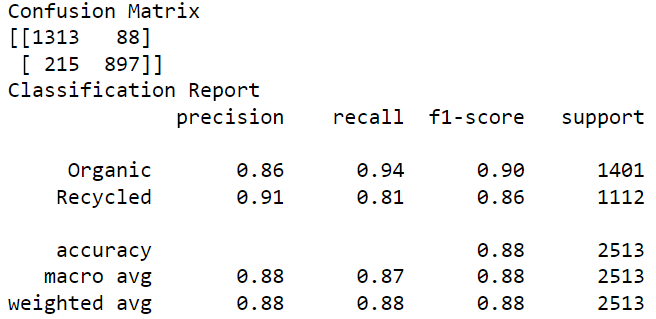 Confusion Matrix
[[1313   88]
 [ 215  897]]
Classification Report
              precision    recall  f1-score   support

     Organic       0.86      0.94      0.90      1401
    Recycled       0.91      0.81      0.86      1112

    accuracy                           0.88      2513
   macro avg       0.88      0.87      0.88      2513
weighted avg       0.88      0.88      0.88      2513